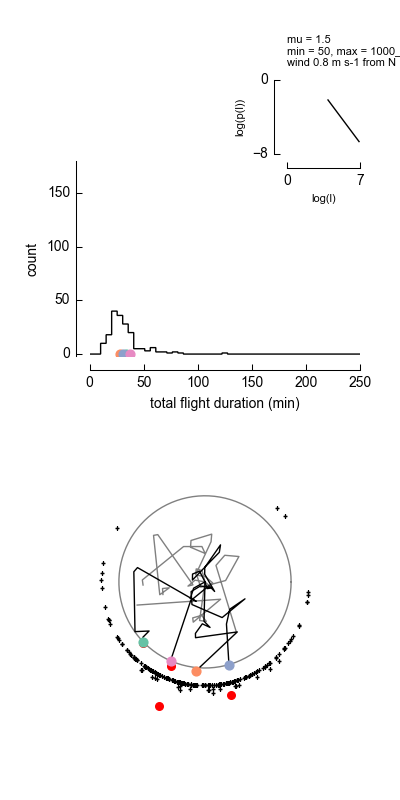 mu = 1.5
min = 50, max = 1000_
wind 0.8 m s-1 from N
0
log(p(l))
−8
0
7
log(l)
150
100
50
0
count
0
50
100
150
200
250
total flight duration (min)